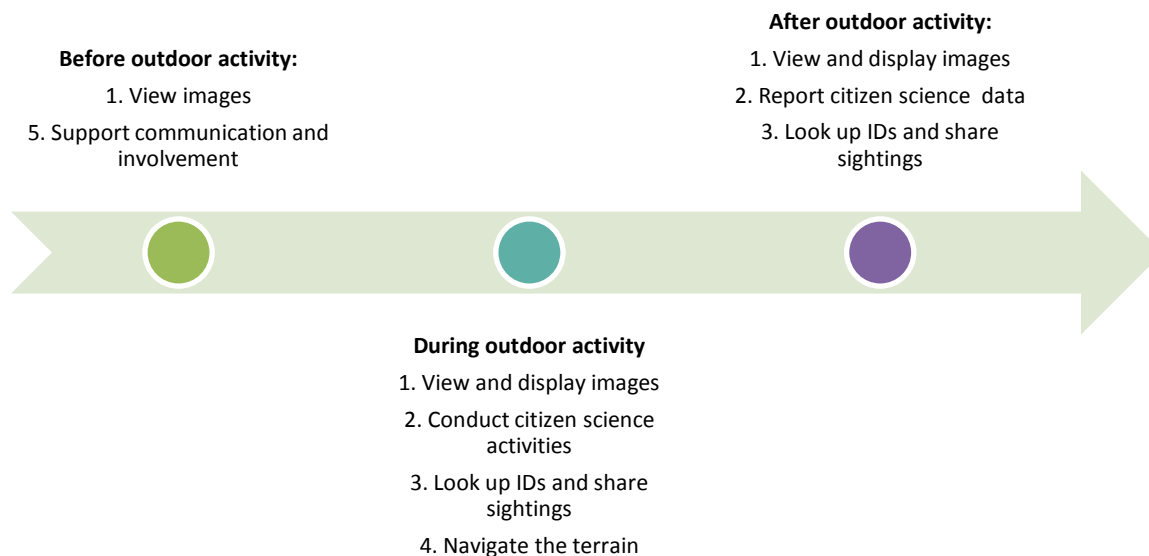 Before outdoor activity:
1. View images
5. Support communication and
involvement
During outdoor activity
1. View and display images
2. Conduct citizen science
activities
3. Look up IDs and share
sightings
4. Navigate the terrain
After outdoor activity:
1. View and display images
2. Report citizen science data
3. Look up IDs and share
sightings